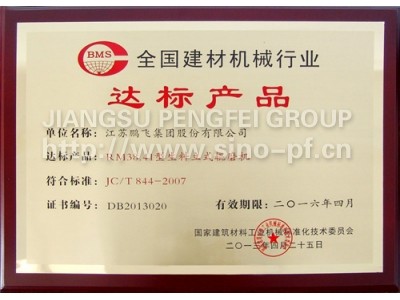 BMS
全国建材机械行业
达标产品
JIANGSU PENGFEI GROUP
单位名称：江苏鹏飞集团股份有限公司
http://www.sino-pf.cn
达标产品：
符合标准：JC/T 844~2007
证书编号：DB2013020 有效期限：二〇一六年四月
国家建筑材料工业机械标准化技术委员会
二〇一三年四月二十五日